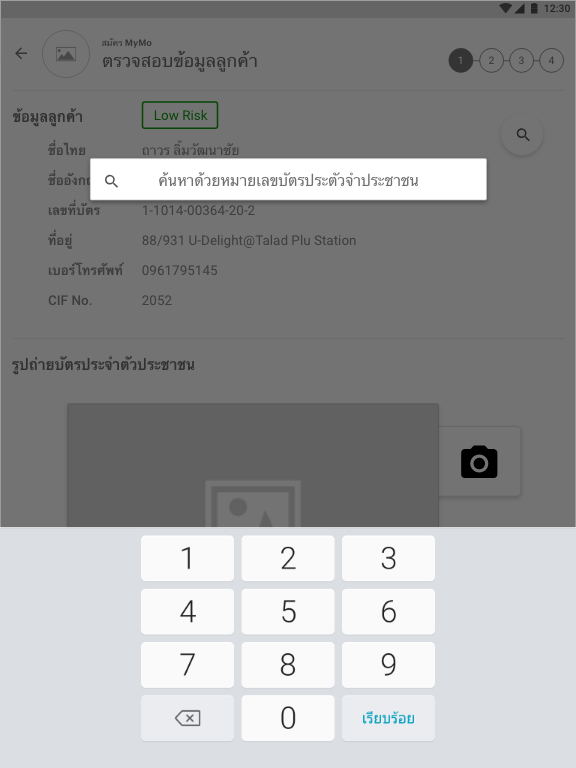 12:30
สมัคร MyMo
ตรวจสอบข้อมูลลูกค้า
1 2 3 4
ข้อมูลลูกค้า Low Risk
ชื่อไทย ถาวร ลิ้มวัฒนาชัย
ชื่ออังก
ค้นหาด้วยหมายเลขบัตรประตัวจำประชาชน
เลขที่บัตร 1-1014-00364-20-2
ที่อยู่ 88/931 U-Delight@Talad Plu Station
เบอร์โทรศัพท์ 0961795145
CIF No. 2052
รูปถ่ายบัตรประจำตัวประชาชน
1 2 3
4 5 6
7 8 9
0 เรียบร้อย